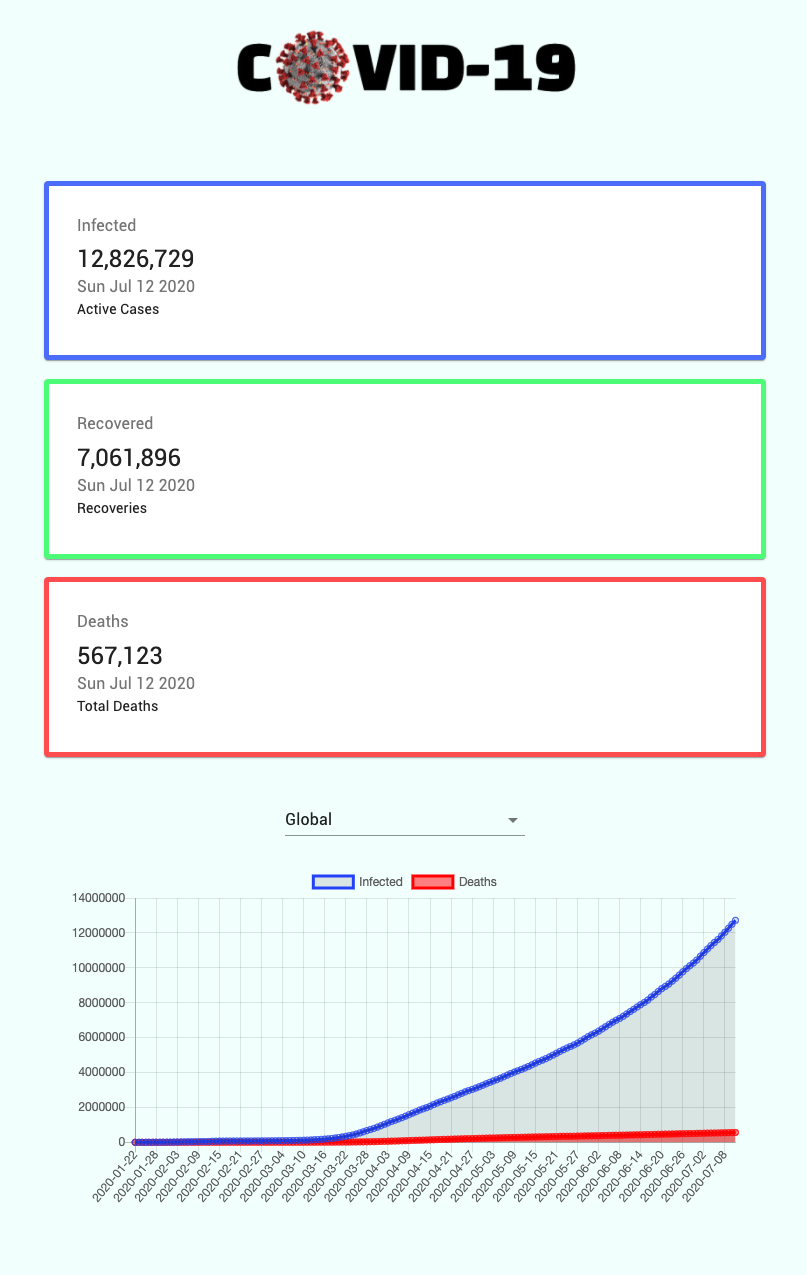 COVID-19
Infected
12,826,729
Sun Jul 12 2020
Active Cases
Recovered
7,061,896
Sun Jul 12 2020
Recoveries
Deaths
567,123
Sun Jul 12 2020
Total Deaths
Global
Infected Deaths
14000000
12000000
10000000
8000000
6000000
4000000
2000000
0
2020-01-22 2020-01-28 2020-02-03 2020-02-09 2020-02-15 2020-02-21 2020-02-27 2020-03-04 2020-03-10 2020-03-16 2020-03-22 2020-03-28 2020-04-03 2020-04-09 2020-04-15 2020-04-21 2020-04-27 2020-05-03 2020-05-09 2020-05-15 2020-05-21 2020-05-27 2020-06-02 2020-06-08 2020-06-14 2020-06-20 2020-06-26 2020-07-02 2020-07-08